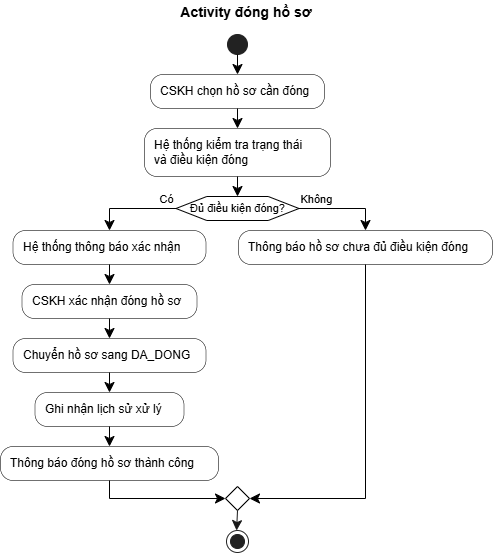 Activity đóng hồ sơ
CSKH chọn hồ sơ cần đóng
Hệ thống kiểm tra trạng thái
và điều kiện đóng
Có
Đủ điều kiện đóng?
Không
Hệ thống thông báo xác nhận
Thông báo hồ sơ chưa đủ điều kiện đóng
CSKH xác nhận đóng hồ sơ
Chuyển hồ sơ sang DA_DONG
Ghi nhận lịch sử xử lý
Thông báo đóng hồ sơ thành công